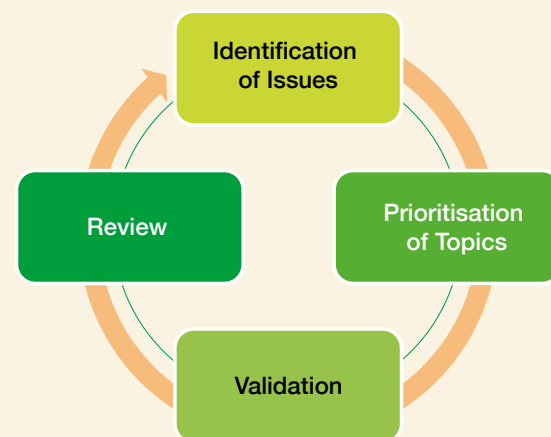 Identification
of Issues
Prioritisation
of Topics
Validation
Review